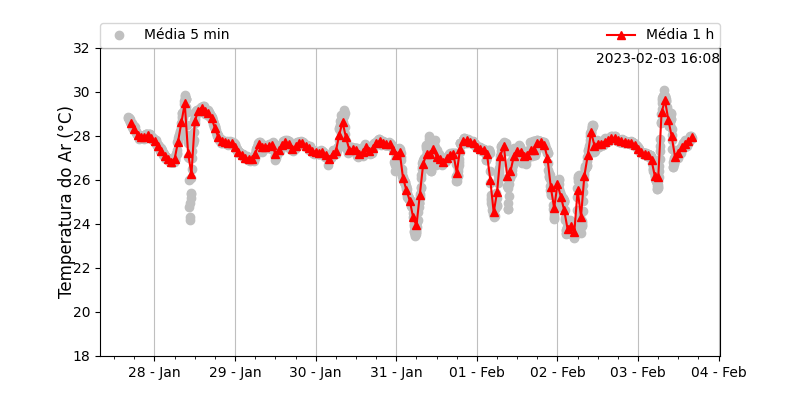 Média 5 min
Média 1 h
2023-02-03 16:08
Temperatura do Ar (°C)
32
30
28
26
24
22
20
18
28 - Jan
29 - Jan
30 - Jan
31 - Jan
01 - Feb
02 - Feb
03 - Feb
04 - Feb